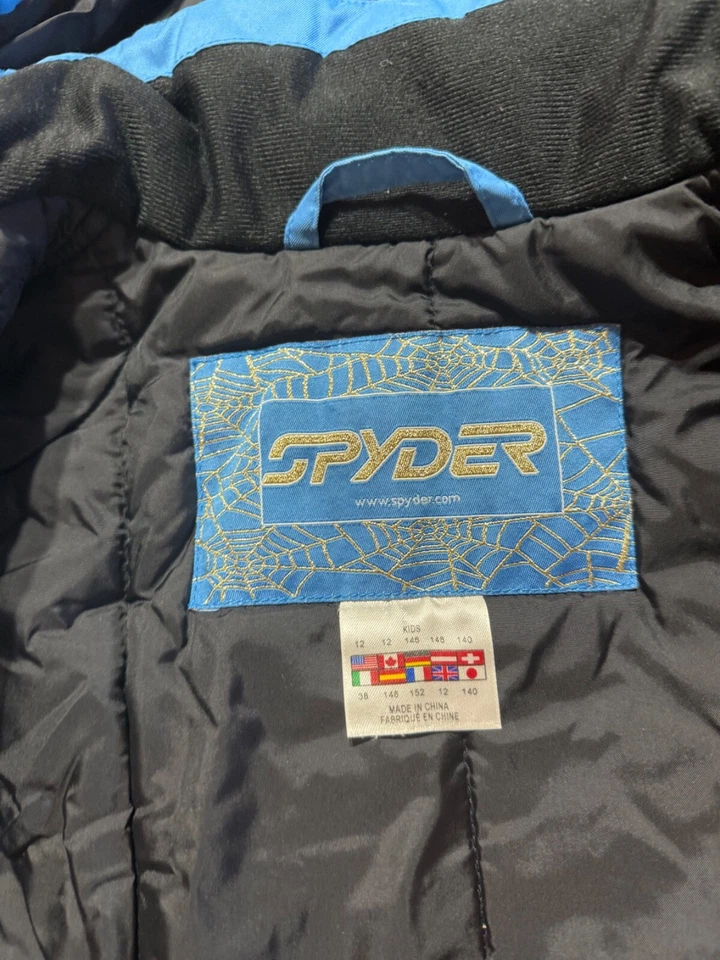 SPYDER
www.spyder.com
KIDS
12 12 146 146 140
38 146 152 12 140
MADE IN CHINA
FABRIQUÉ EN CHINE